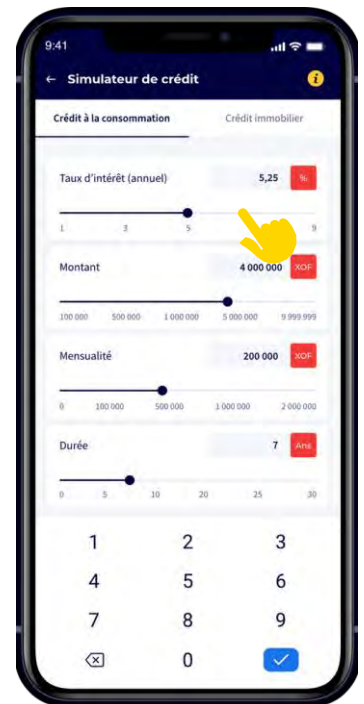 9:41
Simulateur de crédit
Crédit à la consommation Crédit immobilier
Taux d'intérêt (annuel) 5,25 %
1 3 5 9
Montant 4 000 000 XOF
100 000 500 000 1 000 000 5 000 000 9 999 999
Mensualité 200 000 XOF
0 100 000 500 000 1 000 000 2 000 000
Durée 7 Ans
0 5 10 20 25 30
1 2 3
4 5 6
7 8 9
0